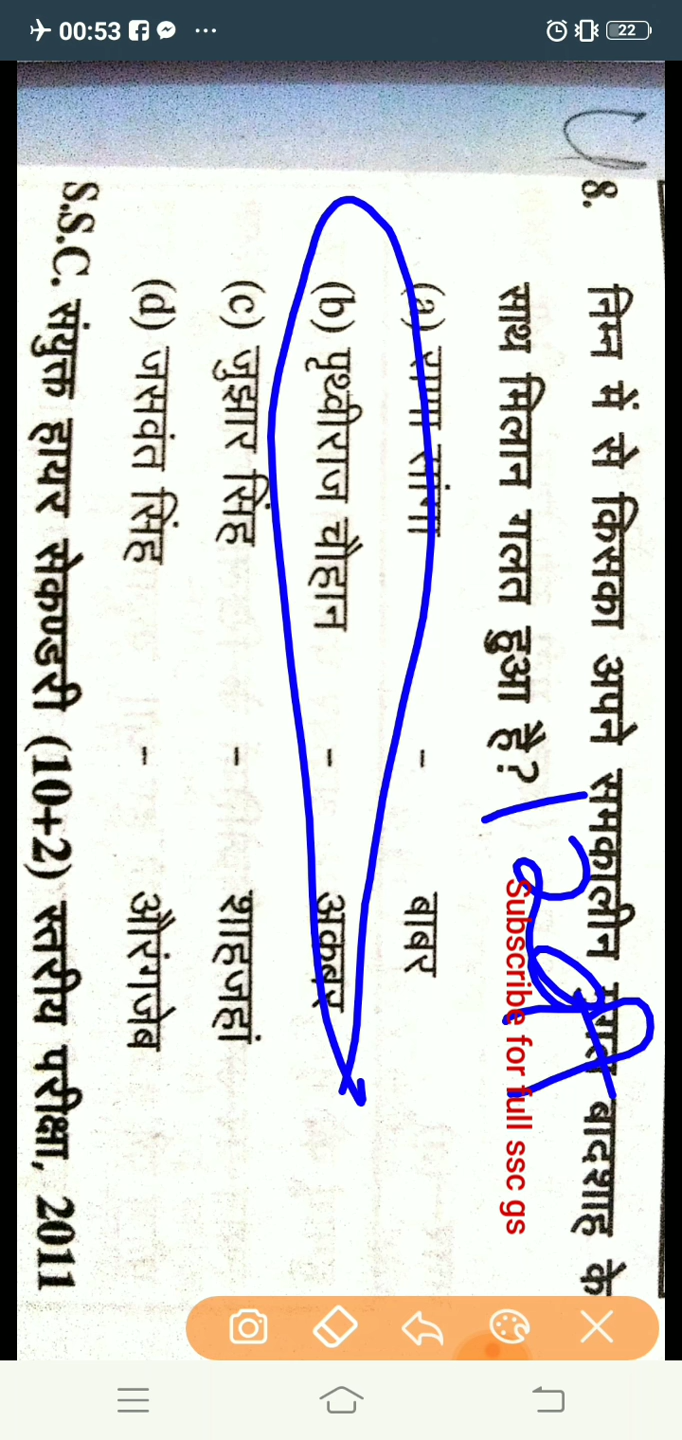 00:53 ...
22
8. निम्न में से किसका अपने समकालीन मुगल बादशाह के
साथ मिलान गलत हुआ है?
Subscribe for full ssc gs
(a) राणा सांगा - बाबर
(b) पृथ्वीराज चौहान - अकबर
(c) जुझार सिंह - शाहजहां
(d) जसवंत सिंह - औरंगजेब
S.S.C. संयुक्त हायर सेकण्डरी (10+2) स्तरीय परीक्षा, 2011